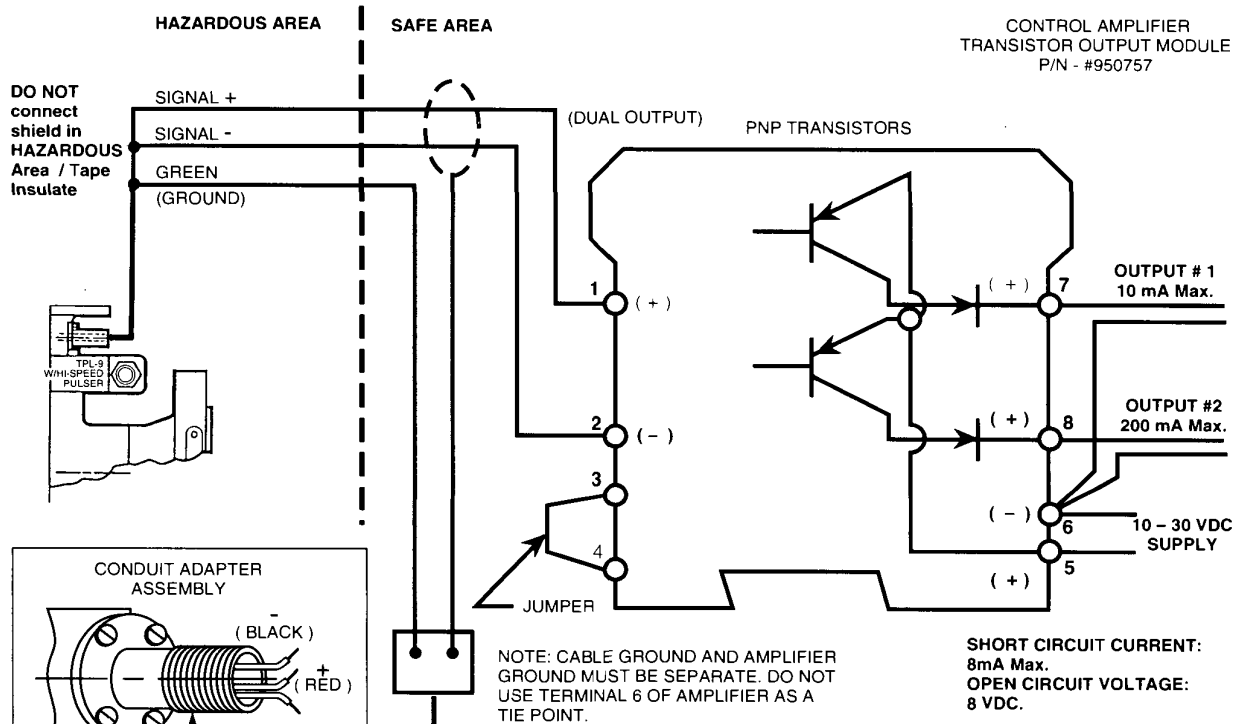 HAZARDOUS AREA
SAFE AREA
CONTROL AMPLIFIER
TRANSISTOR OUTPUT MODULE
P/N - #950757
DO NOT
connect
shield in
HAZARDOUS
Area / Tape
Insulate
SIGNAL +
SIGNAL -
GREEN
(GROUND)
(DUAL OUTPUT)
PNP TRANSISTORS
1
(+)
2
(-)
3
4
JUMPER
(+)
7
OUTPUT # 1
10 mA Max.
(+)
8
OUTPUT #2
200 mA Max.
(-)
6
10 – 30 VDC
SUPPLY
5
(+)
TPL-9
W/HI-SPEED
PULSER
CONDUIT ADAPTER
ASSEMBLY
-
(BLACK)
+
(RED)
NOTE: CABLE GROUND AND AMPLIFIER
GROUND MUST BE SEPARATE. DO NOT
USE TERMINAL 6 OF AMPLIFIER AS A
TIE POINT.
SHORT CIRCUIT CURRENT:
8mA Max.
OPEN CIRCUIT VOLTAGE:
8 VDC.